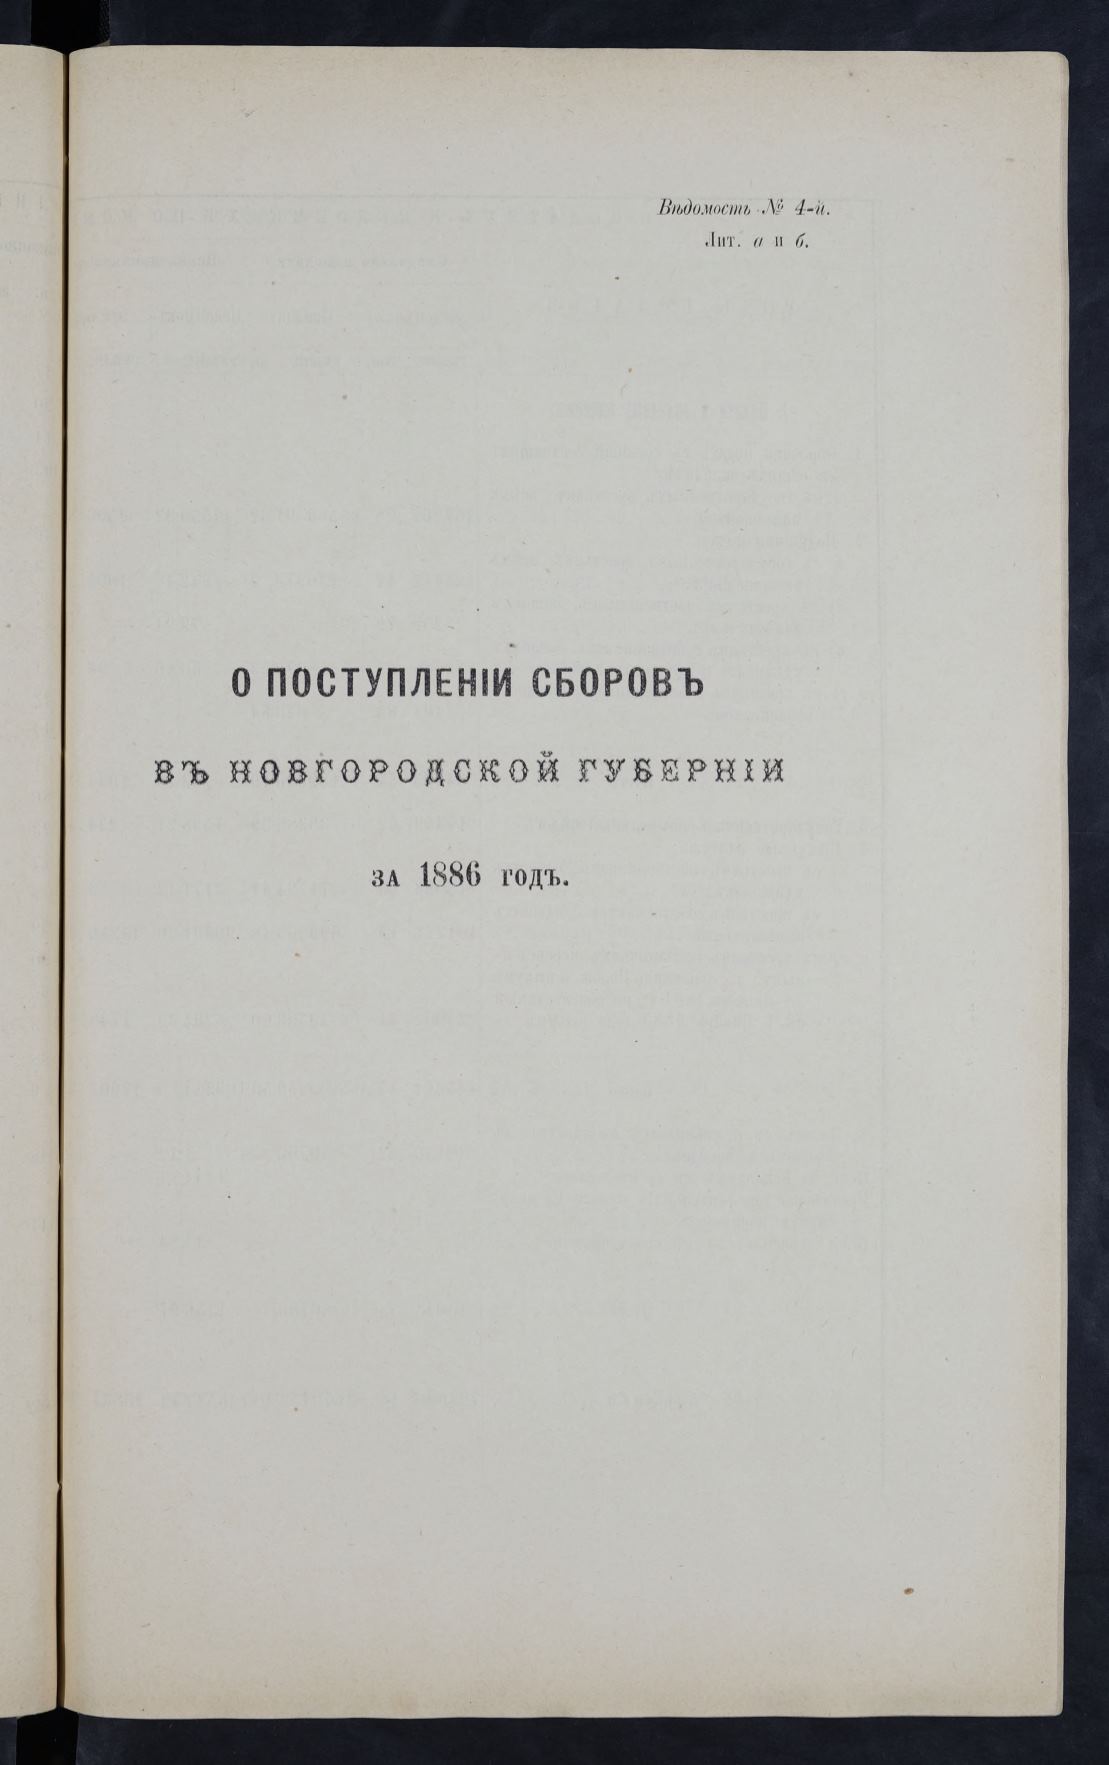 Вѣдомость № 4-й.
Лит. а и б.
О ПОСТУПЛЕНІИ СБОРОВЪ
ВЪ НОВГОРОДСКОЙ ГУБЕРНІИ
ЗА 1886 ГОДЪ.